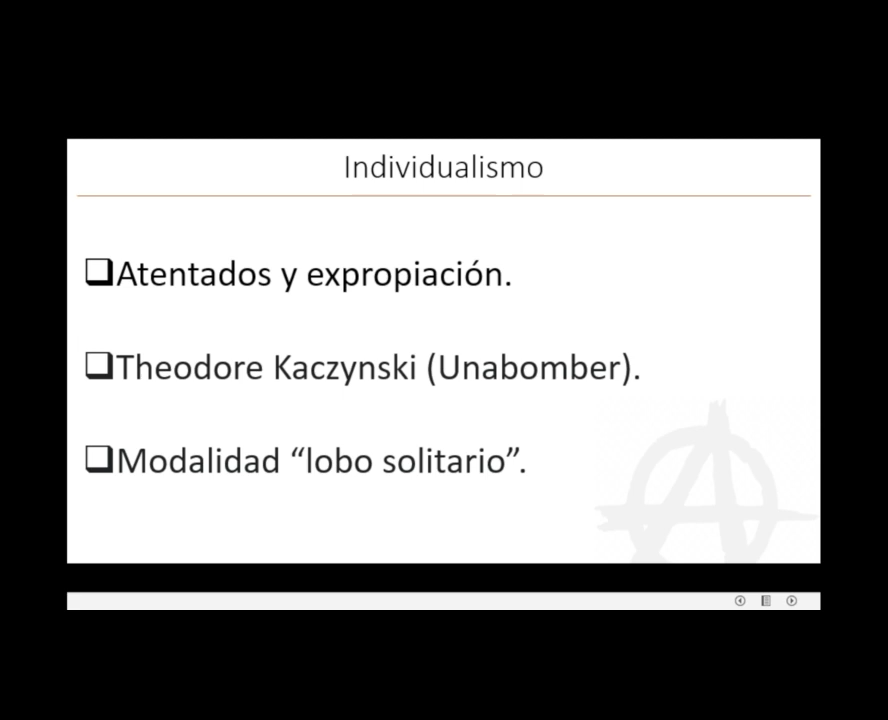 Individualismo
Atentados y expropiación.
Theodore Kaczynski (Unabomber).
Modalidad “lobo solitario”.